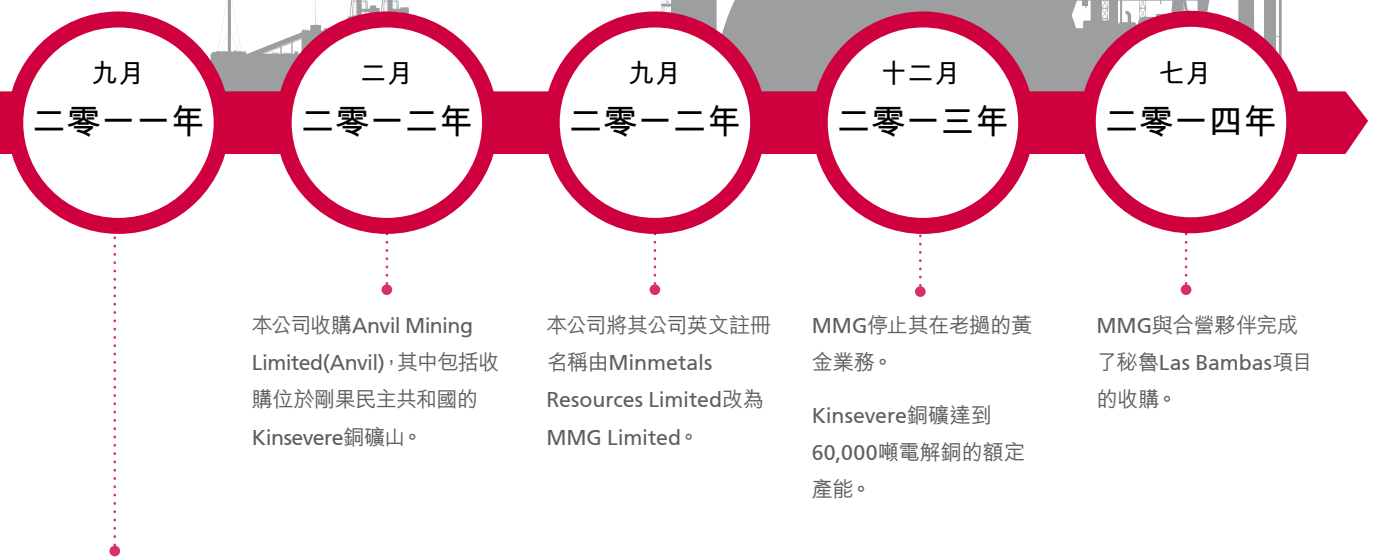 九月
二零一一年
二月
二零一二年
九月
二零一二年
十二月
二零一三年
七月
二零一四年
本公司收購Anvil Mining
Limited(Anvil),其中包括收
購位於剛果民主共和國的
Kinsevere銅礦山。
本公司將其公司英文註冊
名稱由Minmetals
Resources Limited改為
MMG Limited。
MMG停止其在老撾的黃
金業務。
Kinsevere銅礦達到
60,000噸電解銅的額定
產能。
MMG與合營夥伴完成
了秘魯Las Bambas項目
的收購。